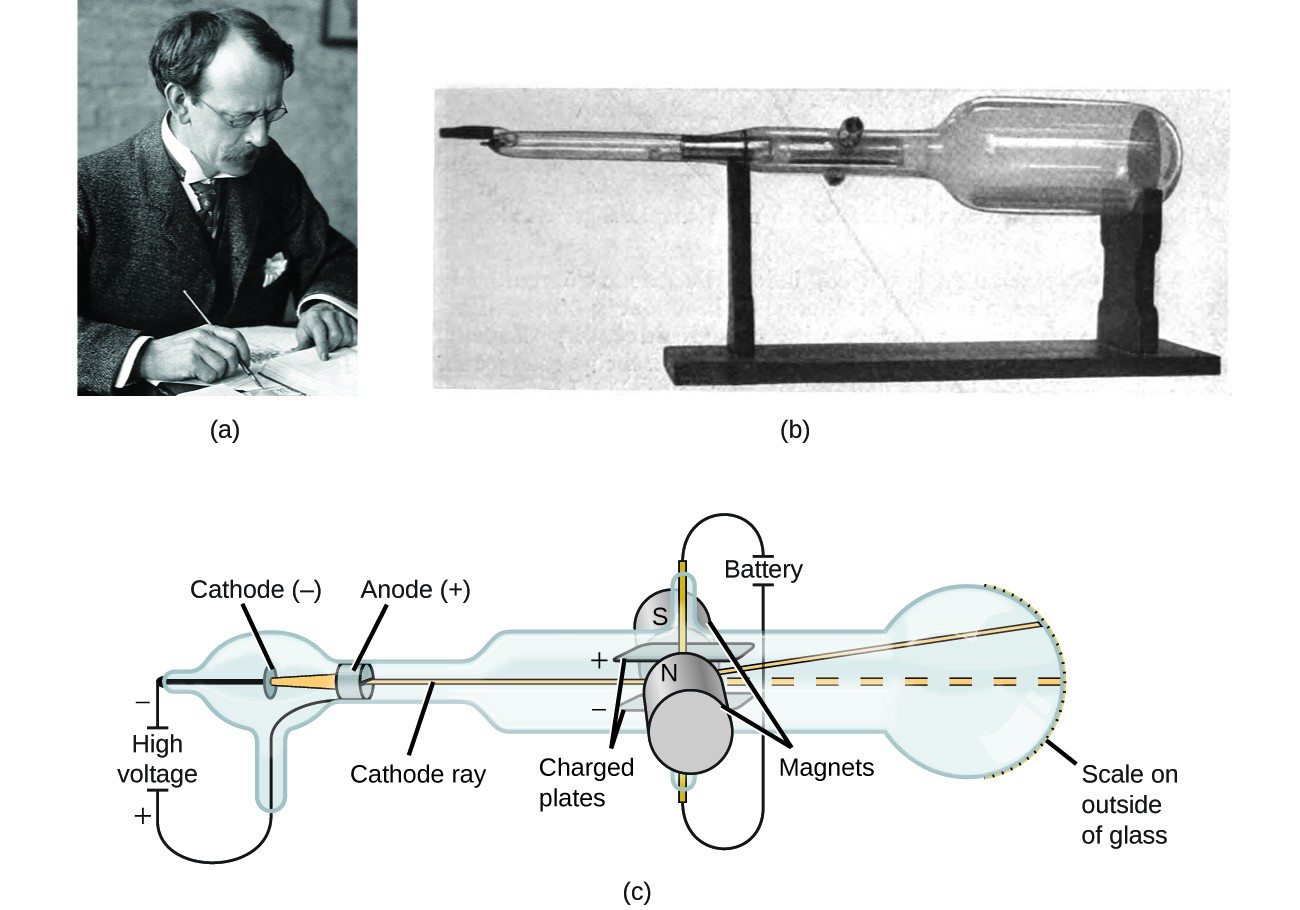 (a)
(b)
Cathode (–)
Anode (+)
Battery
S
+
N
–
–
High
voltage
+
Cathode ray
Charged
plates
Magnets
Scale on
outside
of glass
(c)